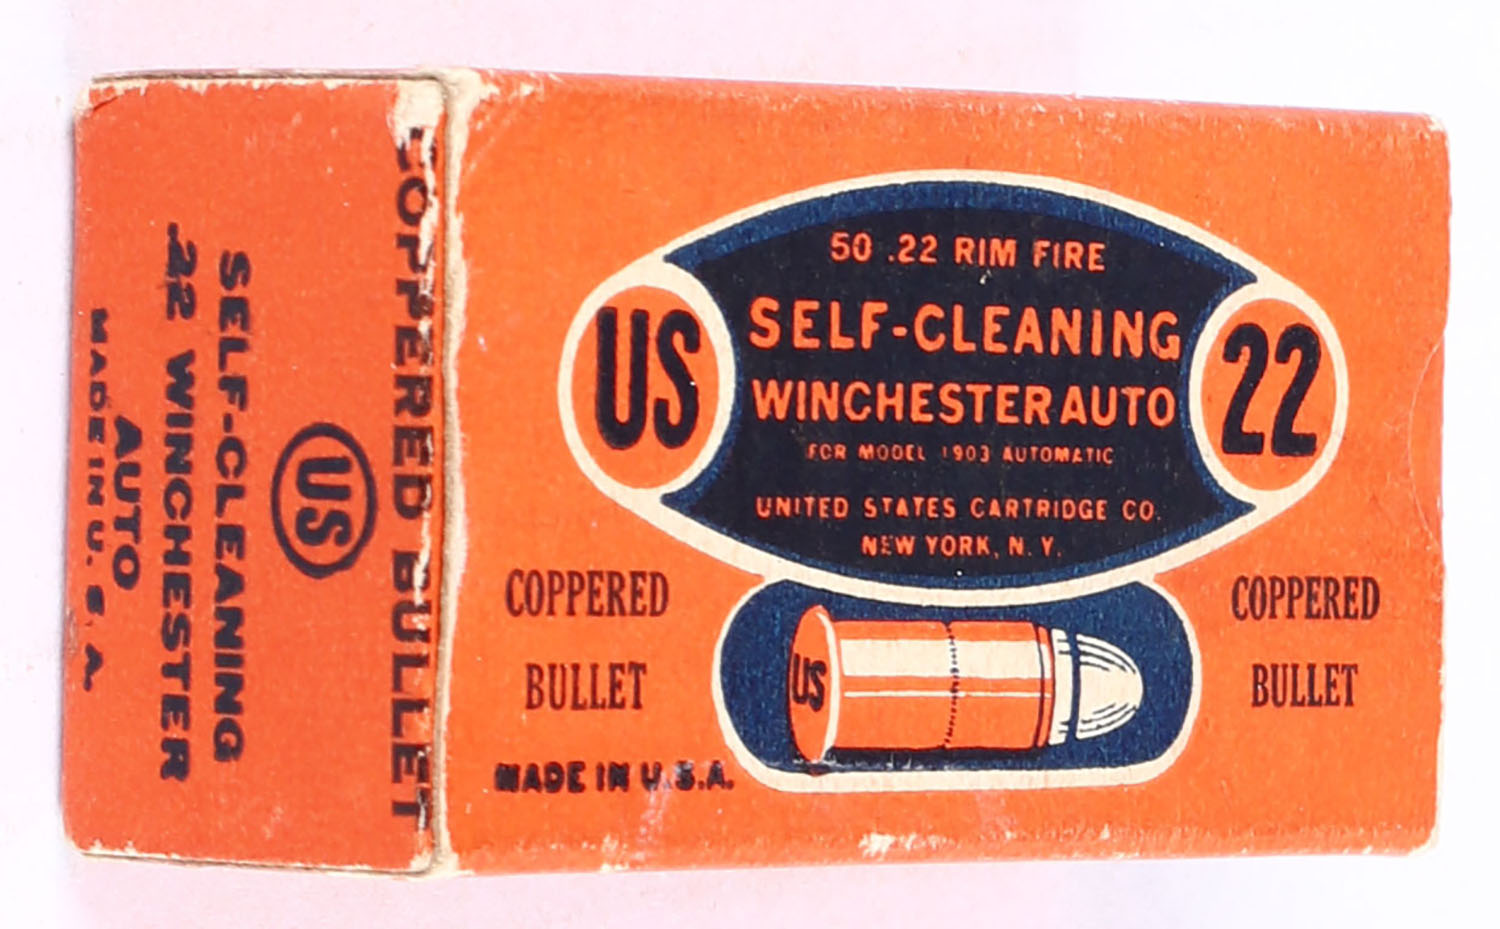 50 .22 RIM FIRE
SELF-CLEANING
WINCHESTER AUTO
FOR MODEL 1903 AUTOMATIC
UNITED STATES CARTRIDGE CO.
NEW YORK, N. Y.
US
22
COPPERED
BULLET
COPPERED
BULLET
US
MADE IN U.S.A.
COPPERED BULLET
US
SELF-CLEANING
.22 WINCHESTER
AUTO
MADE IN U. S. A.